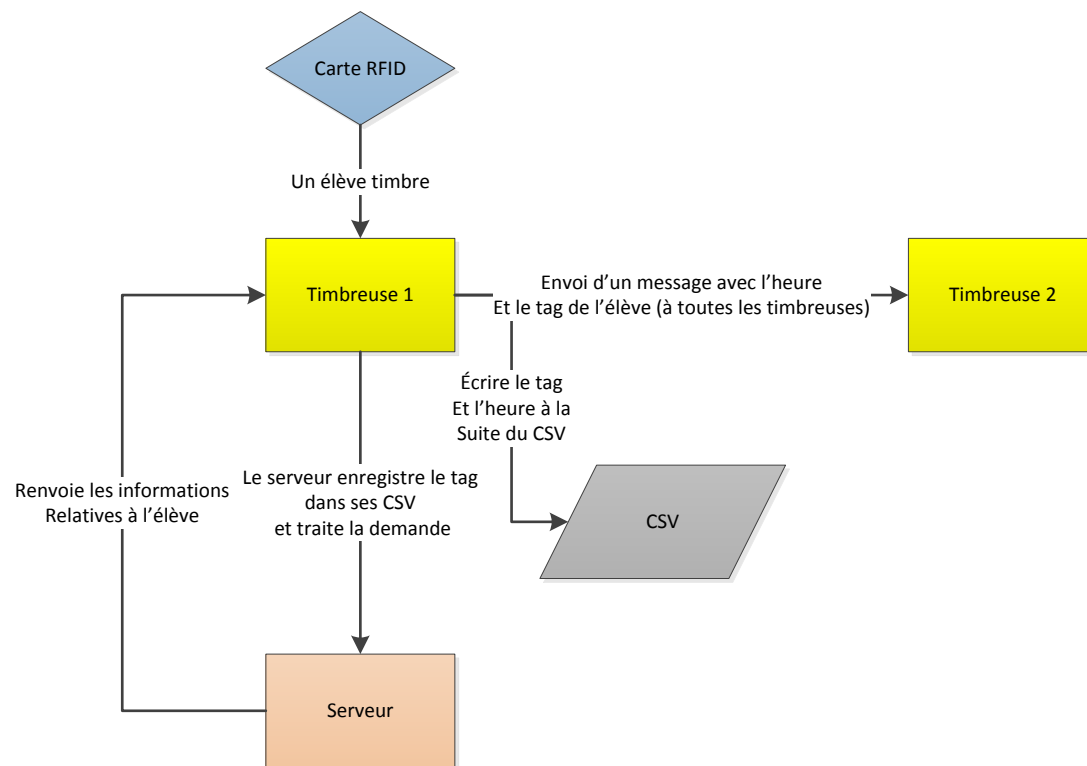 Carte RFID
Un élève timbre
Timbreuse 1
Envoi d’un message avec l’heure
Et le tag de l’élève (à toutes les timbreuses)
Timbreuse 2
Écrire le tag
Et l’heure à la
Suite du CSV
Renvoie les informations
Relatives à l’élève
Le serveur enregistre le tag
dans ses CSV
et traite la demande
CSV
Serveur